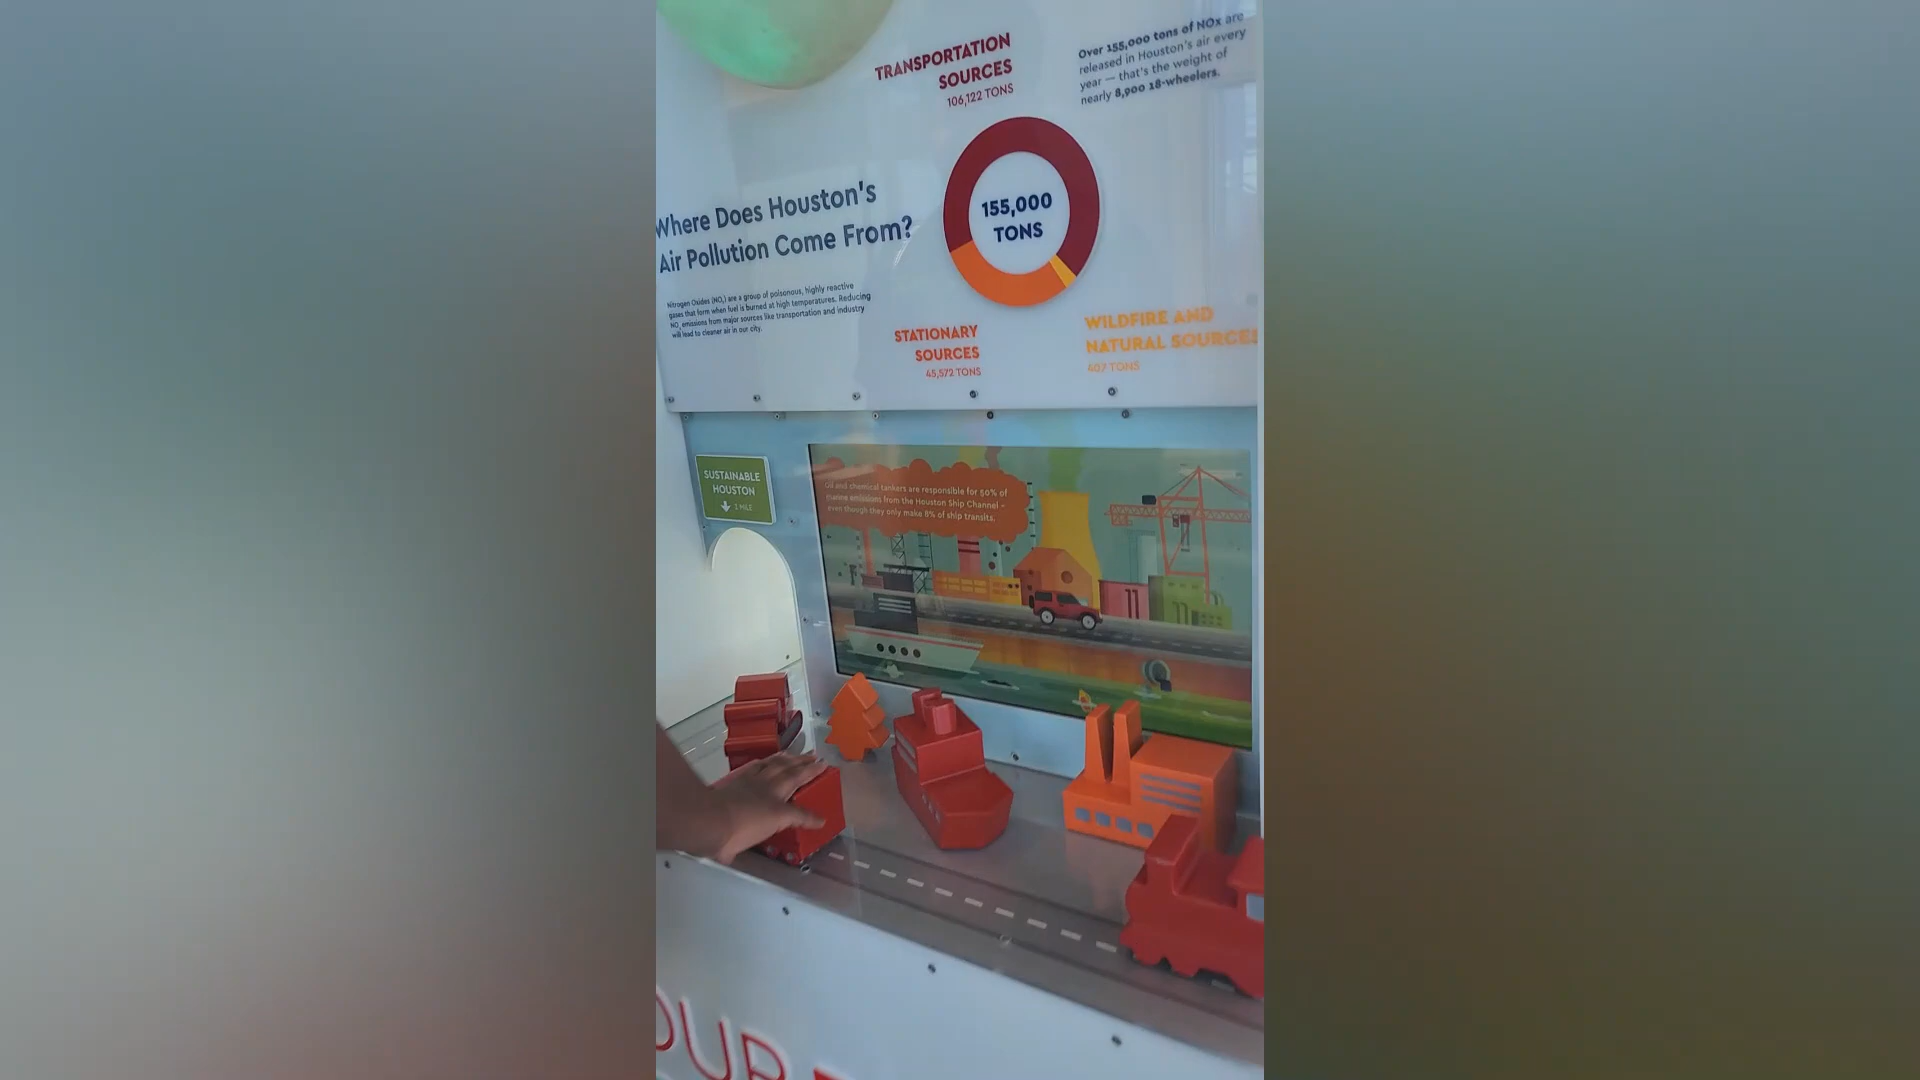 TRANSPORTATION
SOURCES
106,122 TONS
Over 155,000 tons of NOx are
released in Houston's air every
year — that's the weight of
nearly 8,900 18-wheelers.
155,000
TONS
Where Does Houston's
Air Pollution Come From?
Nitrogen Oxides (NOx) are a group of poisonous, highly reactive
gases that form when fuel is burned at high temperatures. Reducing
NOx emissions from major sources like transportation and industry
will lead to cleaner air in our city.
STATIONARY
SOURCES
45,572 TONS
WILDFIRE AND
NATURAL SOURCES
407 TONS
SUSTAINABLE
HOUSTON
2 MILE
Oil and chemical tankers are responsible for 50% of
marine emissions from the Houston Ship Channel –
even though they only make 8% of ship transits.
OUR